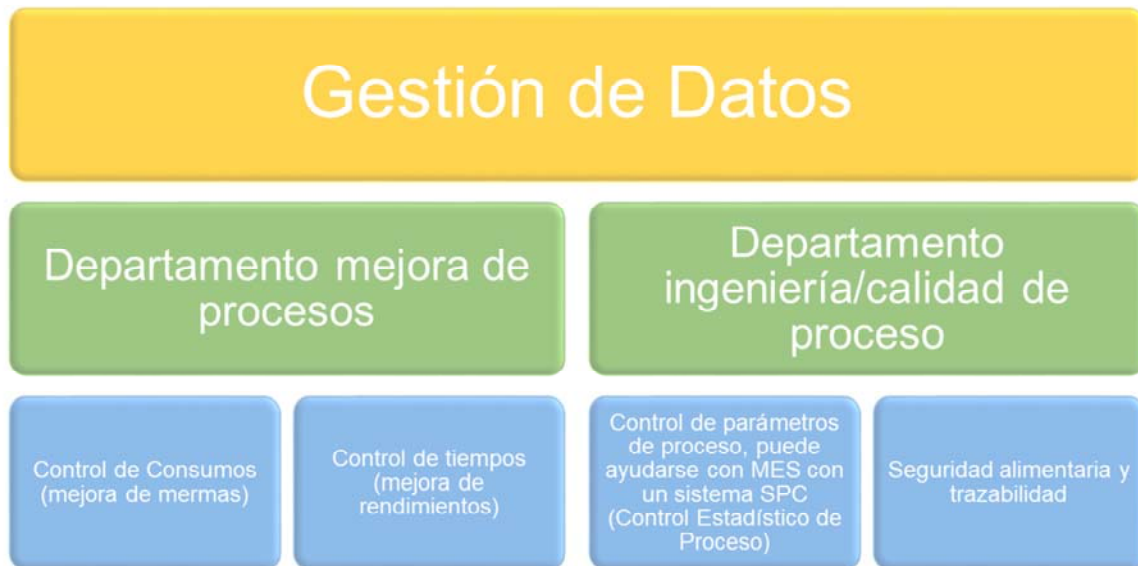 Gestión de Datos
Departamento mejora de
procesos
Departamento
ingeniería/calidad de
proceso
Control de Consumos
(mejora de mermas)
Control de tiempos
(mejora de
rendimientos)
Control de parámetros
de proceso, puede
ayudarse con MES con
un sistema SPC
(Control Estadístico de
Proceso)
Seguridad alimentaria y
trazabilidad